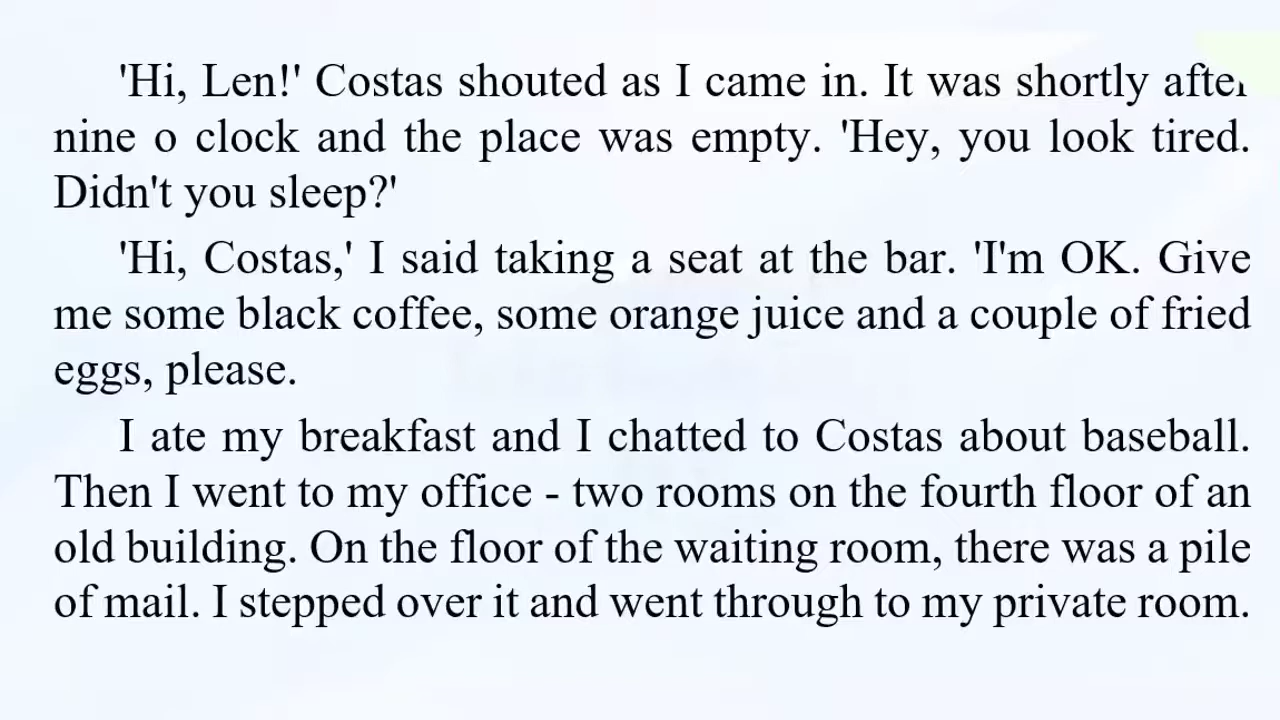 'Hi, Len!' Costas shouted as I came in. It was shortly after
nine o clock and the place was empty. 'Hey, you look tired.
Didn't you sleep?'
'Hi, Costas,' I said taking a seat at the bar. 'I'm OK. Give
me some black coffee, some orange juice and a couple of fried
eggs, please.
I ate my breakfast and I chatted to Costas about baseball.
Then I went to my office - two rooms on the fourth floor of an
old building. On the floor of the waiting room, there was a pile
of mail. I stepped over it and went through to my private room.